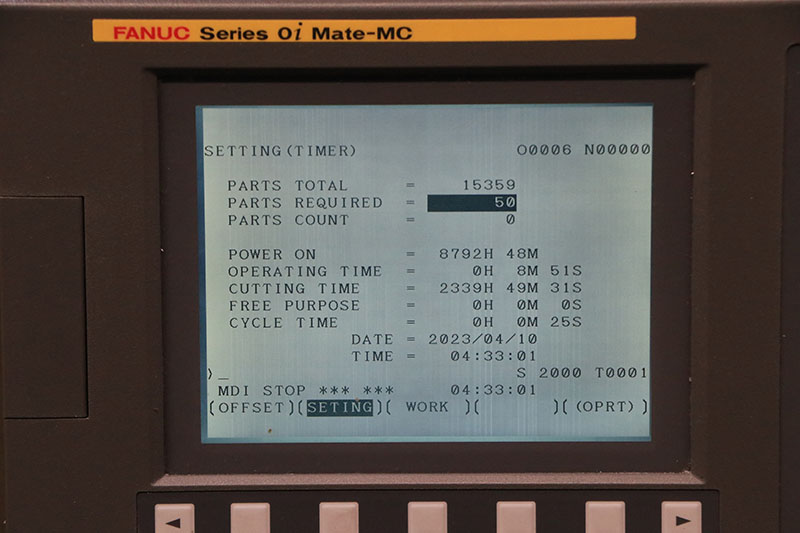 FANUC Series 0i Mate-MC
SETTING(TIMER) O0006 N00000
PARTS TOTAL = 15359
PARTS REQUIRED = 50
PARTS COUNT = 0
POWER ON = 8792H 48M
OPERATING TIME = 0H 8M 51S
CUTTING TIME = 2339H 49M 31S
FREE PURPOSE = 0H 0M 0S
CYCLE TIME = 0H 0M 25S
DATE = 2023/04/10
TIME = 04:33:01
S 2000 T0001
)_
MDI STOP *** *** 04:33:01
(OFFSET)(SETING)( WORK )( )( (OPRT) )